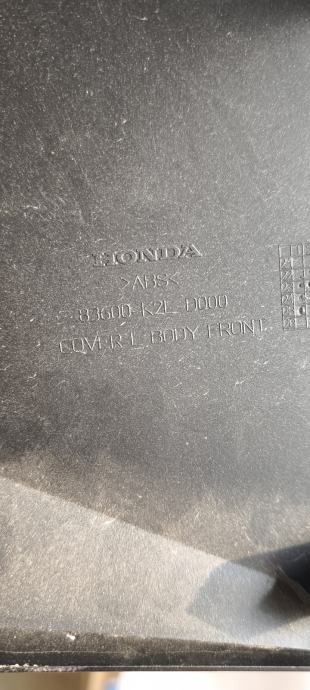 HONDA
>ABS<
83600-K2L-D000
COVER L BODY FRONT